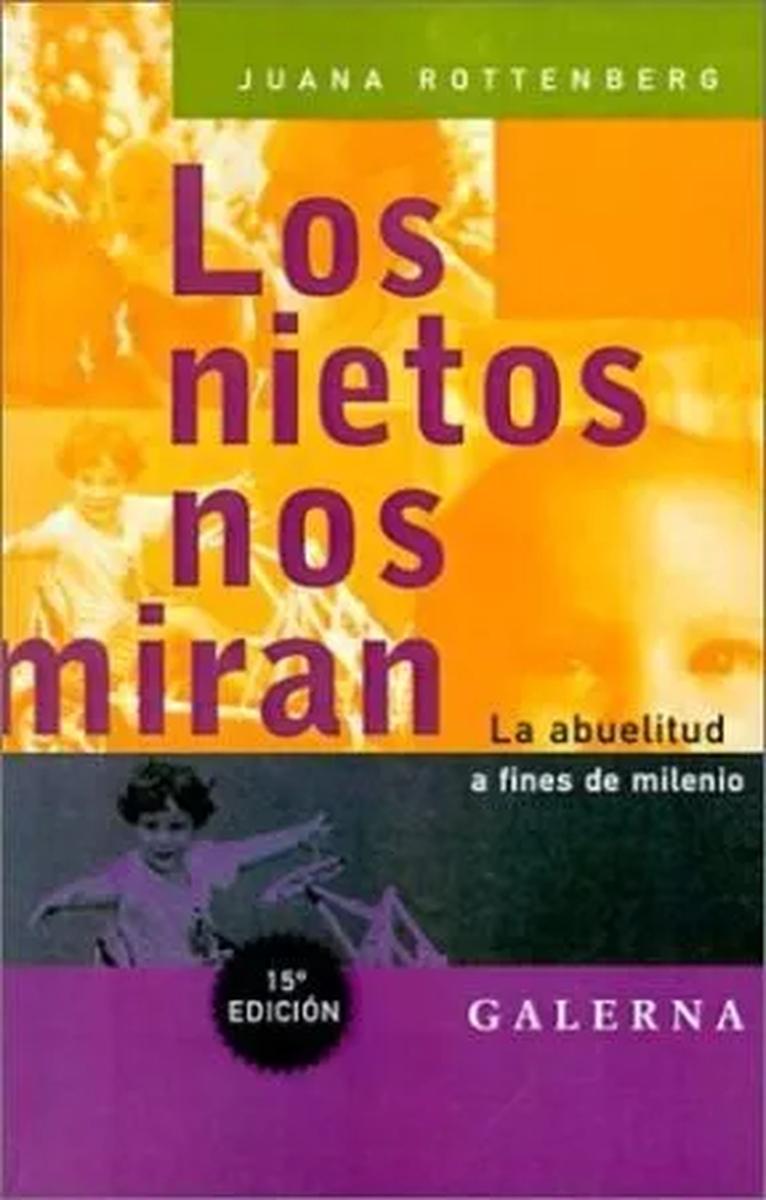 JUANA ROTTENBERG
Los
nietos
nos
miran
La abuelitud
a fines de milenio
15º
EDICIÓN
GALERNA